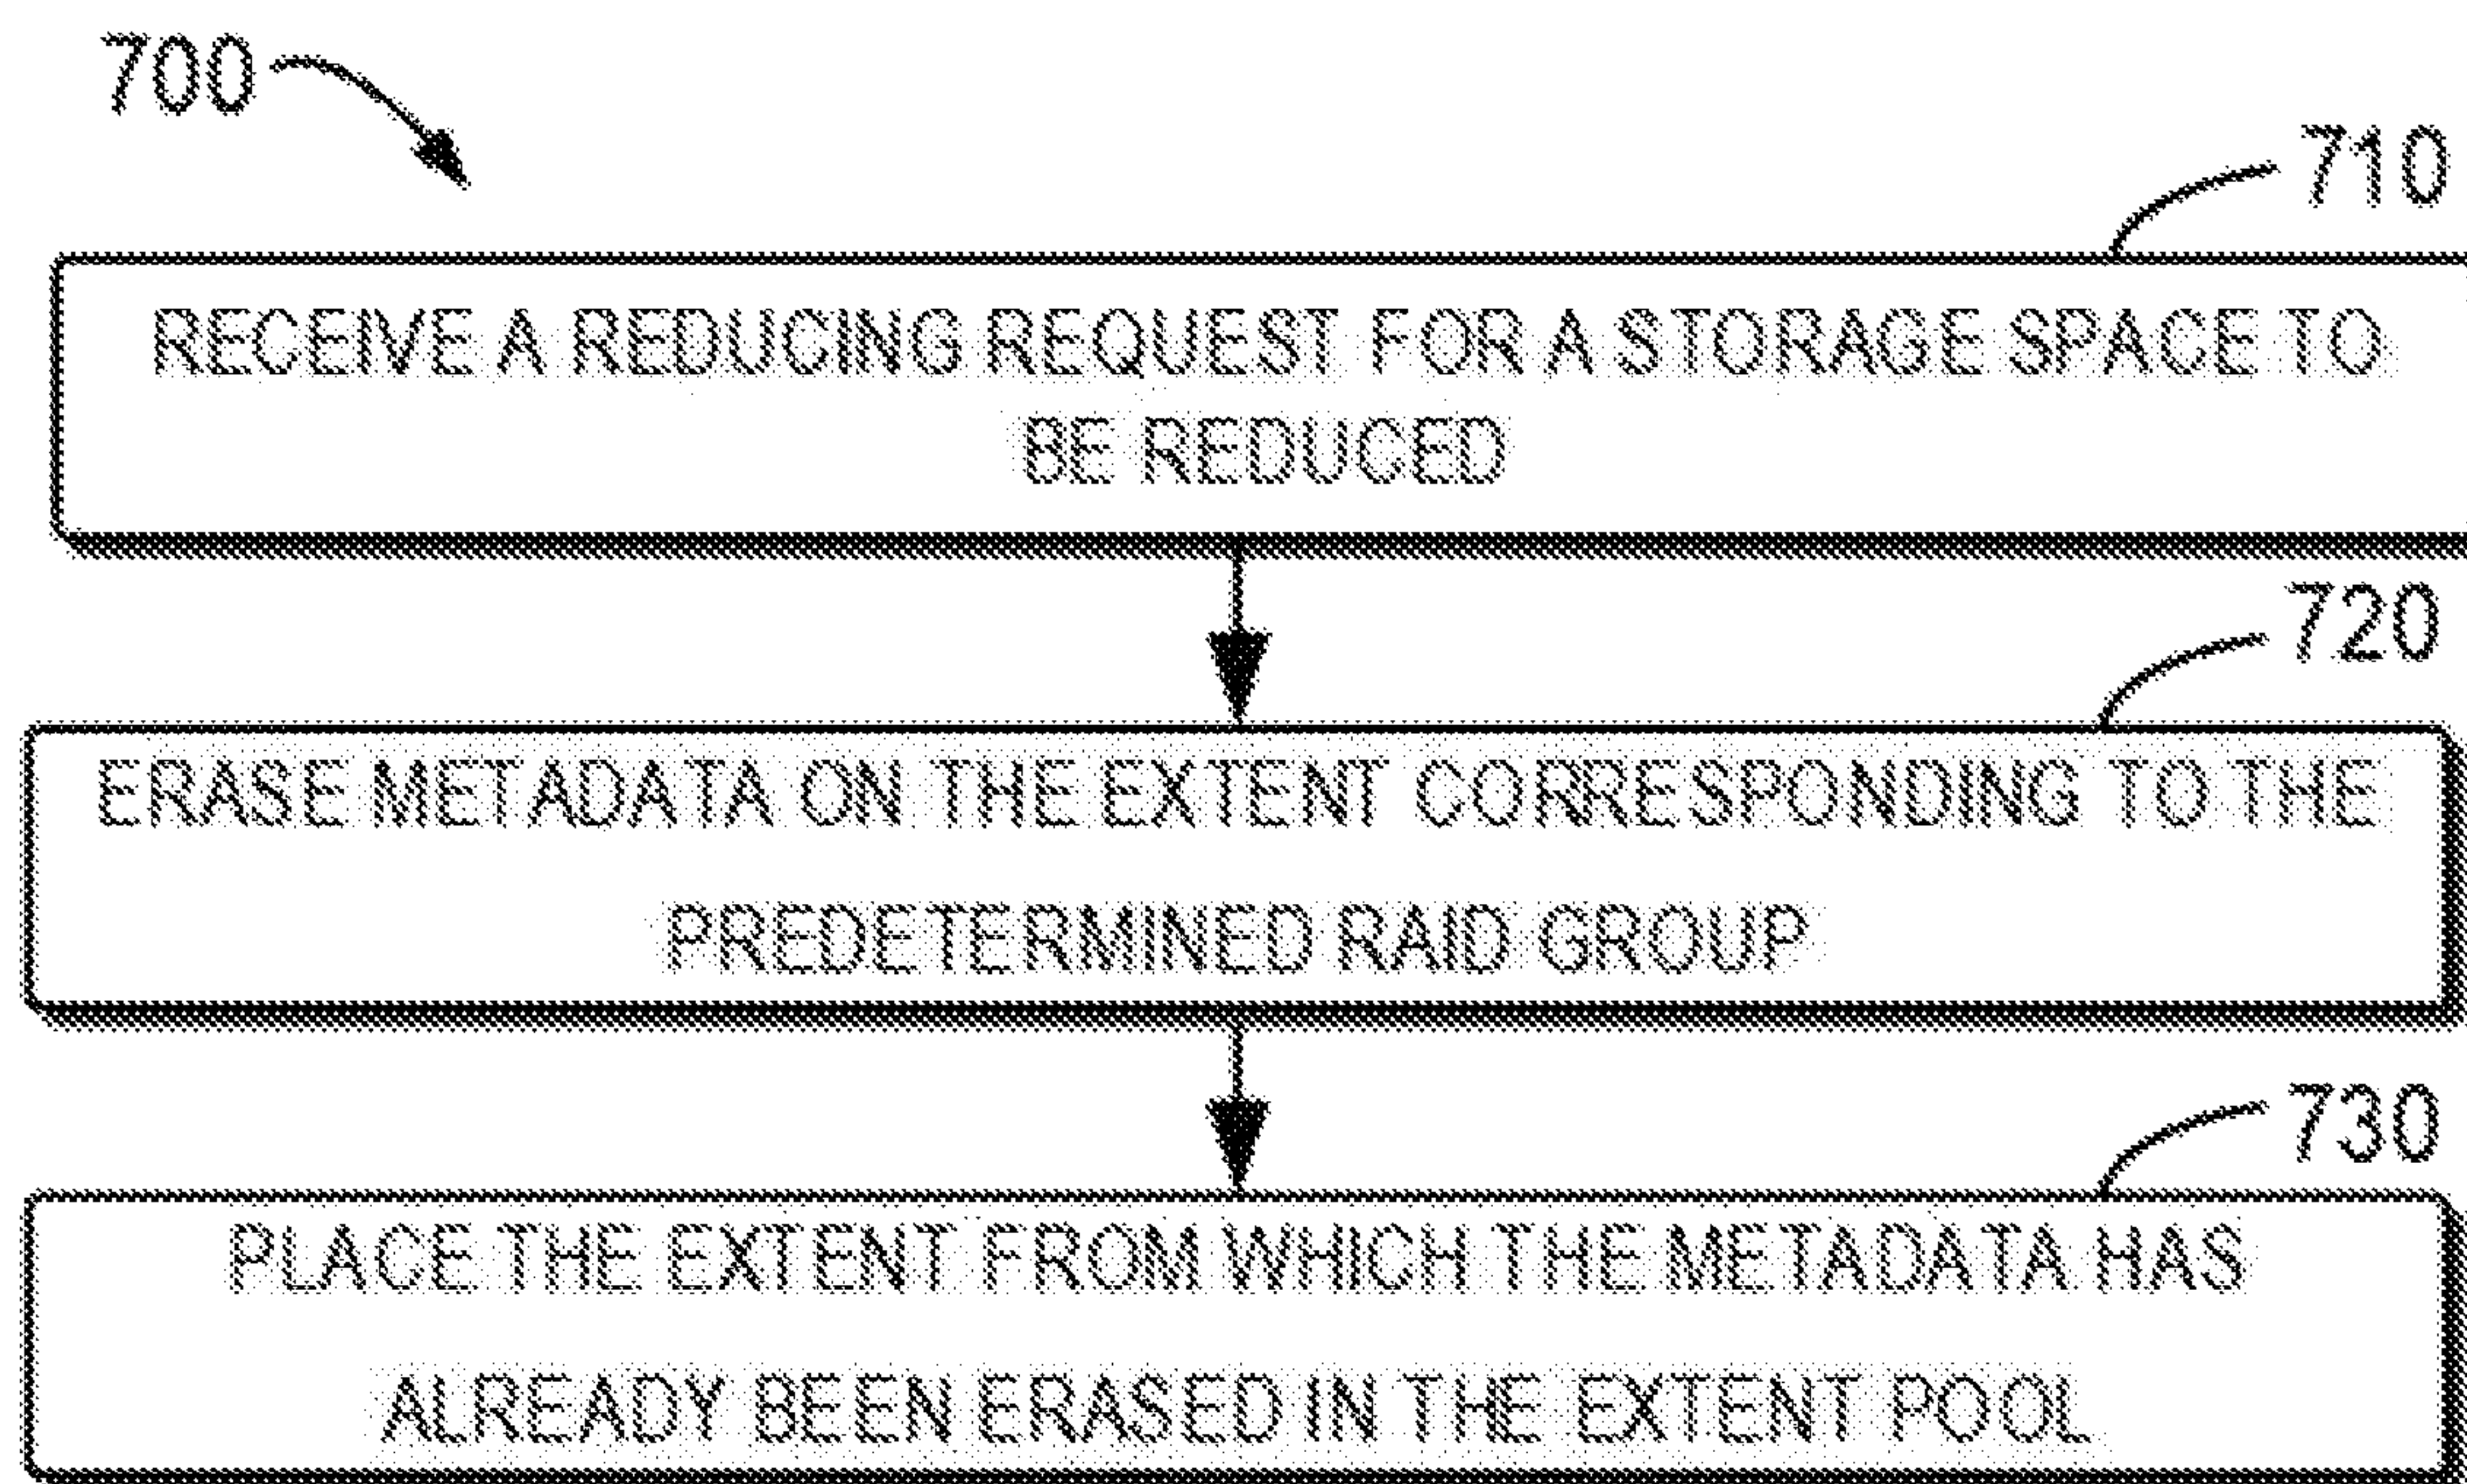 700
710
RECEIVE A REDUCING REQUEST FOR A STORAGE SPACE TO
BE REDUCED
720
ERASE METADATA ON THE EXTENT CORRESPONDING TO THE
PREDETERMINED RAID GROUP
730
PLACE THE EXTENT FROM WHICH THE METADATA HAS
ALREADY BEEN ERASED IN THE EXTENT POOL